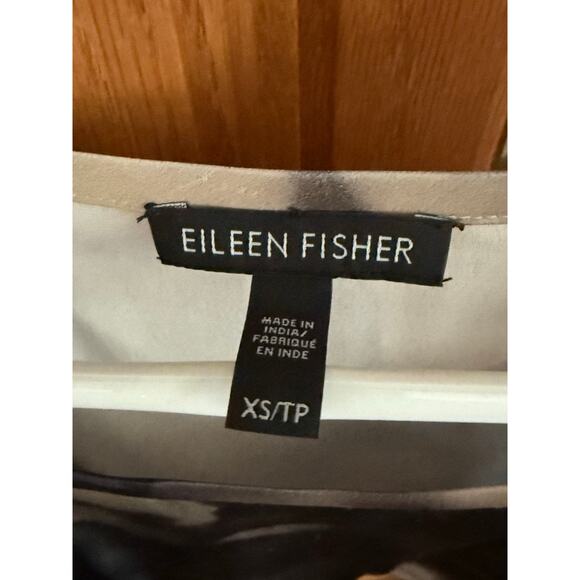 EILEEN FISHER
MADE IN
INDIA/
FABRIQUÉ
EN INDE
XS/TP